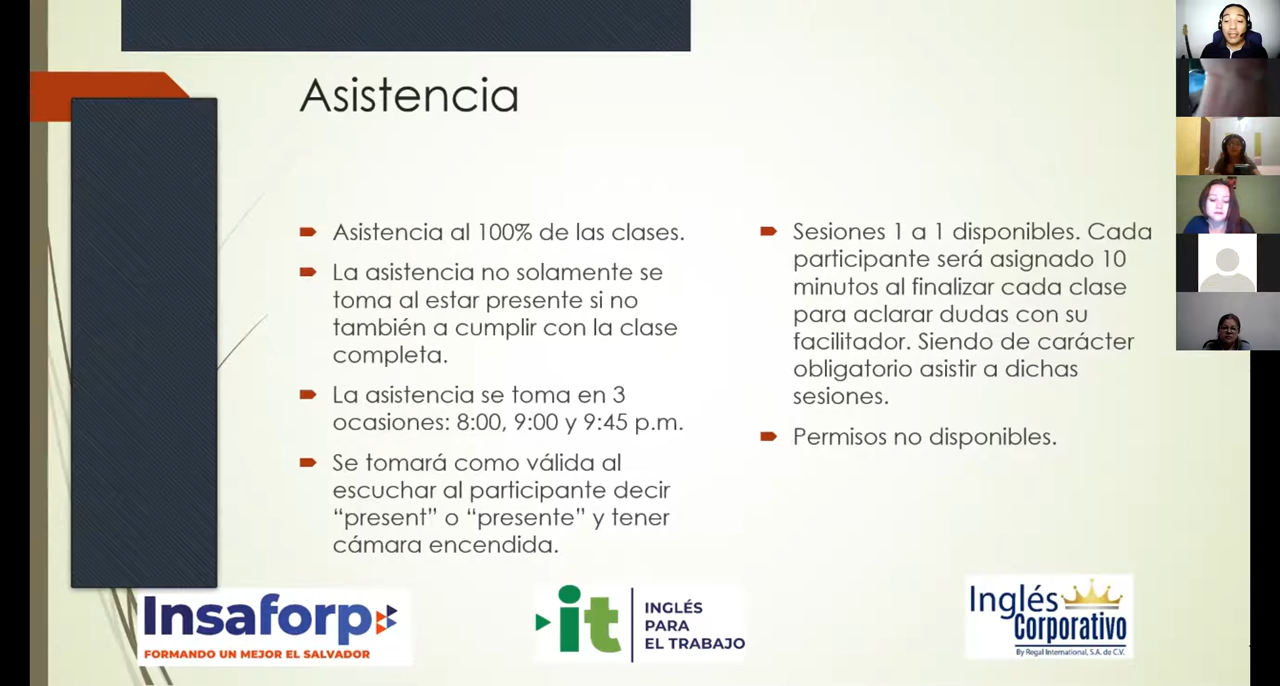 Asistencia
Asistencia al 100% de las clases.
La asistencia no solamente se
toma al estar presente si no
también a cumplir con la clase
completa.
La asistencia se toma en 3
ocasiones: 8:00, 9:00 y 9:45 p.m.
Se tomará como válida al
escuchar al participante decir
“present” o “presente” y tener
cámara encendida.
Sesiones 1 a 1 disponibles. Cada
participante será asignado 10
minutos al finalizar cada clase
para aclarar dudas con su
facilitador. Siendo de carácter
obligatorio asistir a dichas
sesiones.
Permisos no disponibles.
Insaforp
FORMANDO UN MEJOR EL SALVADOR
it
INGLÉS
PARA
EL TRABAJO
Inglés
Corporativo
By Regal International, S.A. de C.V.